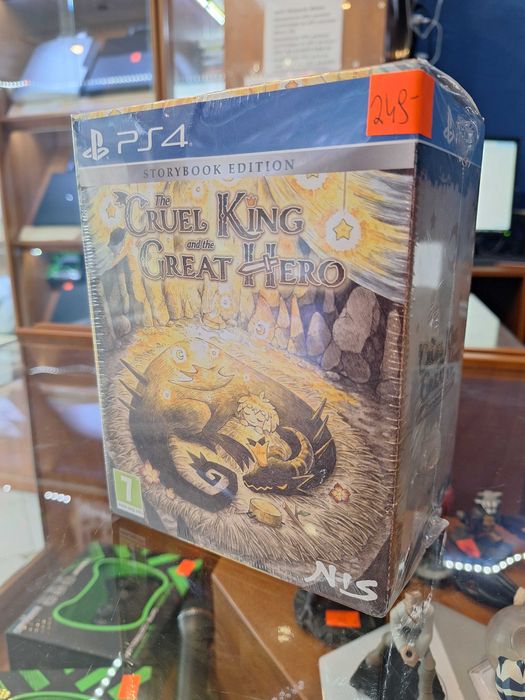 249-
PS4
STORYBOOK EDITION
The
CRUEL KING
and the
GREAT HERO
7
NIS